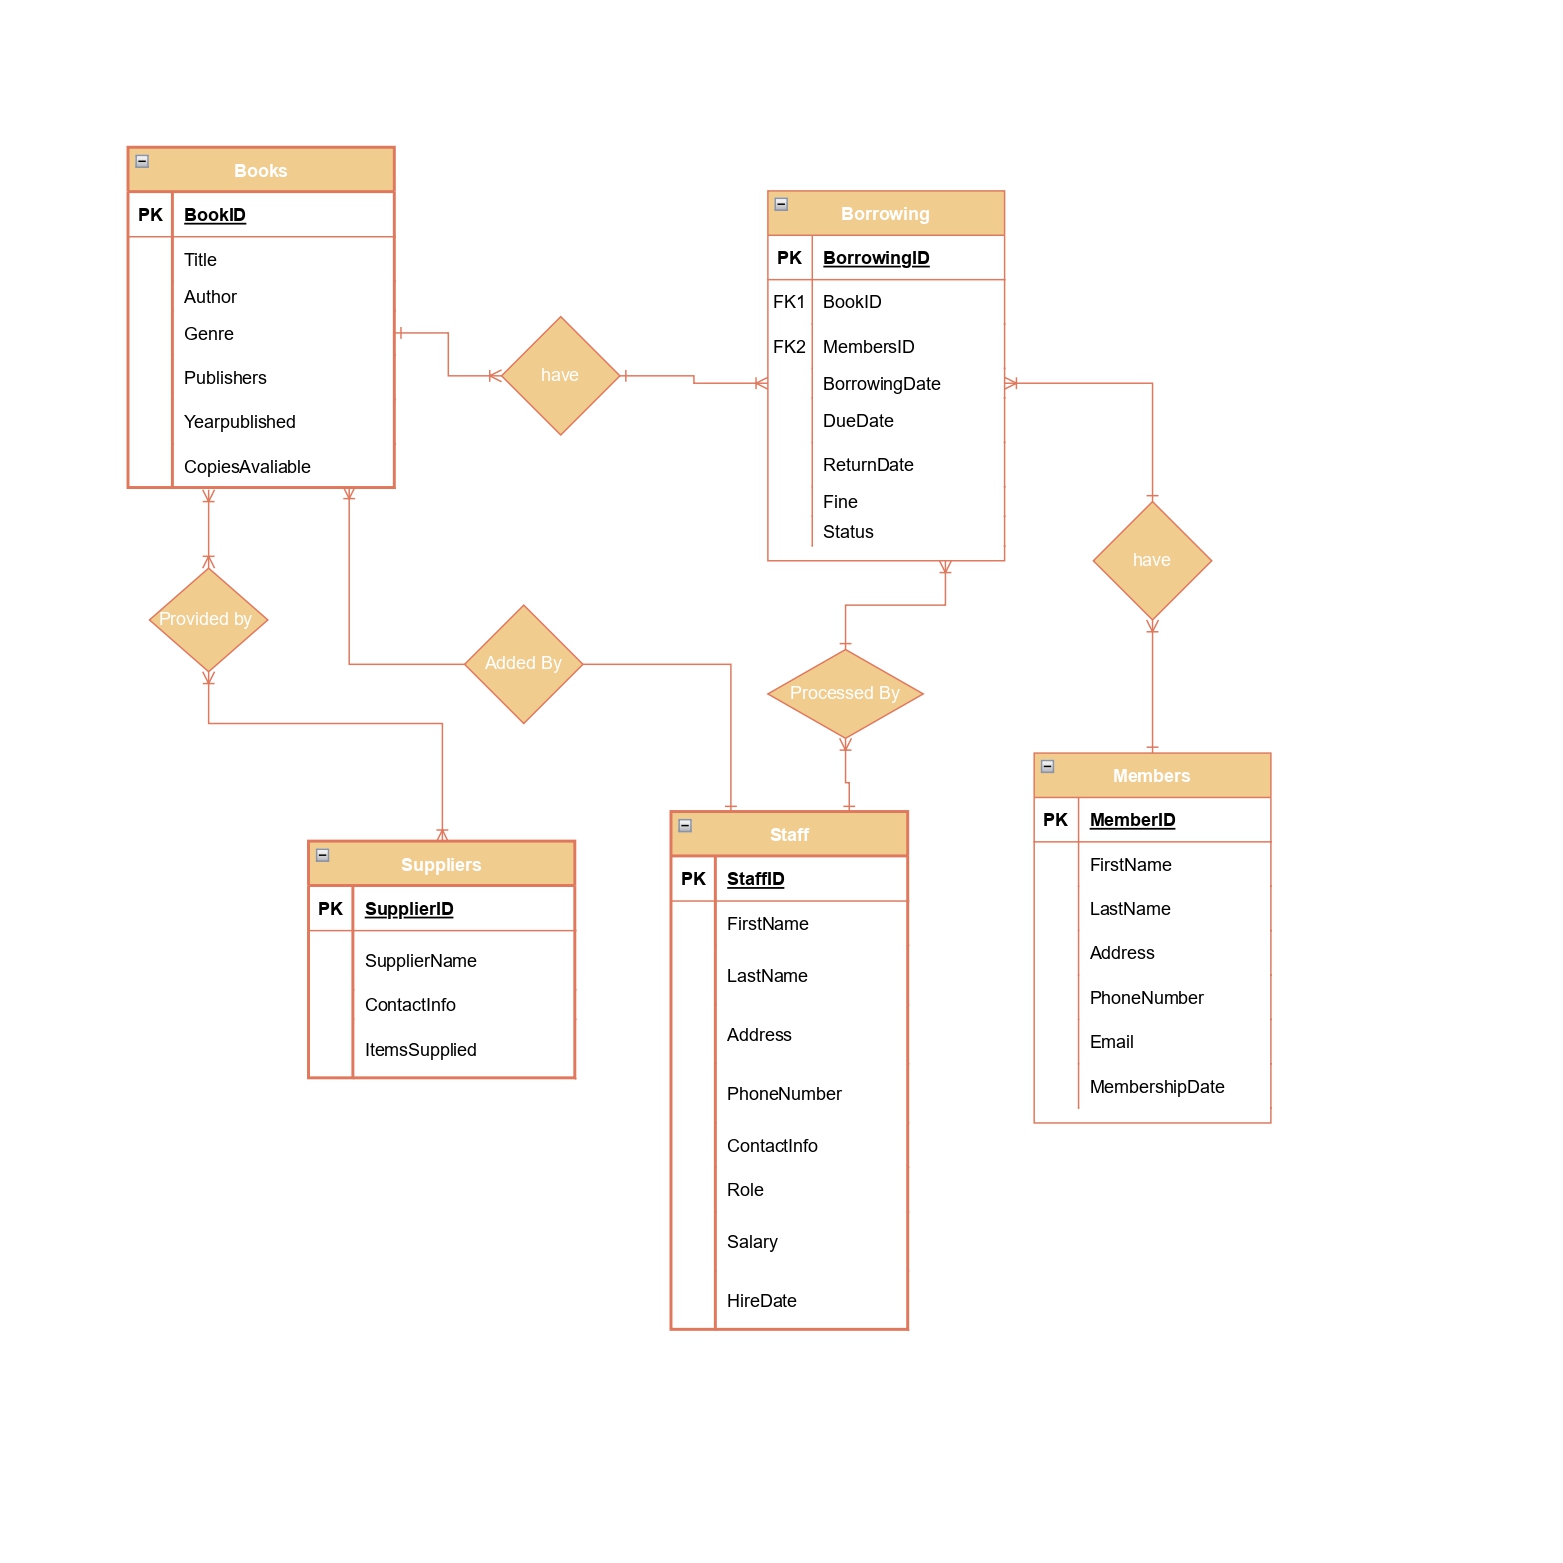 Books
PK BookID
Title
Author
Genre
Publishers
Yearpublished
CopiesAvaliable
have
Borrowing
PK BorrowingID
FK1 BookID
FK2 MembersID
BorrowingDate
DueDate
ReturnDate
Fine
Status
have
Provided by
Added By
Processed By
Suppliers
PK SupplierID
SupplierName
ContactInfo
ItemsSupplied
Staff
PK StaffID
FirstName
LastName
Address
PhoneNumber
ContactInfo
Role
Salary
HireDate
Members
PK MemberID
FirstName
LastName
Address
PhoneNumber
Email
MembershipDate